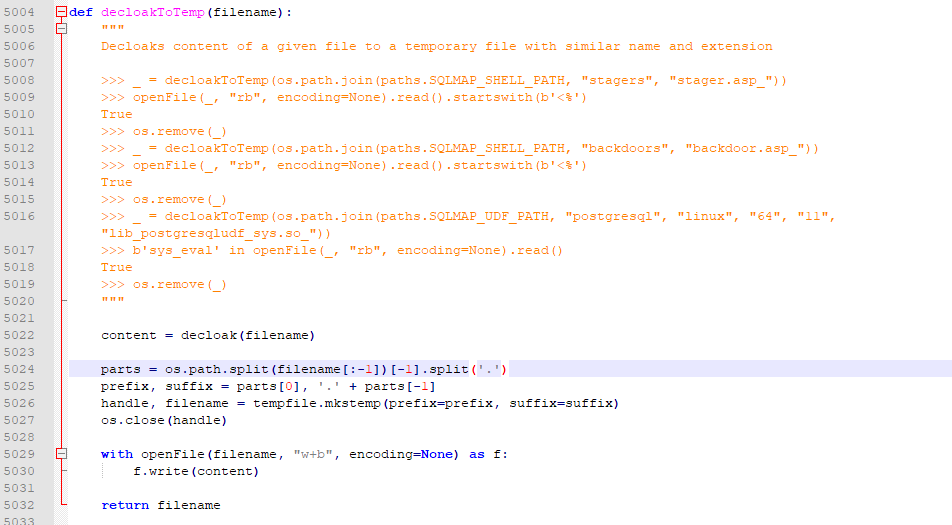 5004 def decloakToTemp(filename):
5005 """
5006 Decloaks content of a given file to a temporary file with similar name and extension
5007
5008 >>> _ = decloakToTemp(os.path.join(paths.SQLMAP_SHELL_PATH, "stagers", "stager.asp_"))
5009 >>> openFile(_, "rb", encoding=None).read().startswith(b'<%')
5010 True
5011 >>> os.remove(_)
5012 >>> _ = decloakToTemp(os.path.join(paths.SQLMAP_SHELL_PATH, "backdoors", "backdoor.asp_"))
5013 >>> openFile(_, "rb", encoding=None).read().startswith(b'<%')
5014 True
5015 >>> os.remove(_)
5016 >>> _ = decloakToTemp(os.path.join(paths.SQLMAP_UDF_PATH, "postgresql", "linux", "64", "11",
"lib_postgresqludf_sys.so_"))
5017 >>> b'sys_eval' in openFile(_, "rb", encoding=None).read()
5018 True
5019 >>> os.remove(_)
5020 """
5021
5022 content = decloak(filename)
5023
5024 parts = os.path.split(filename[:-1])[-1].split('.')
5025 prefix, suffix = parts[0], '.' + parts[-1]
5026 handle, filename = tempfile.mkstemp(prefix=prefix, suffix=suffix)
5027 os.close(handle)
5028
5029 with openFile(filename, "w+b", encoding=None) as f:
5030 f.write(content)
5031
5032 return filename
5033